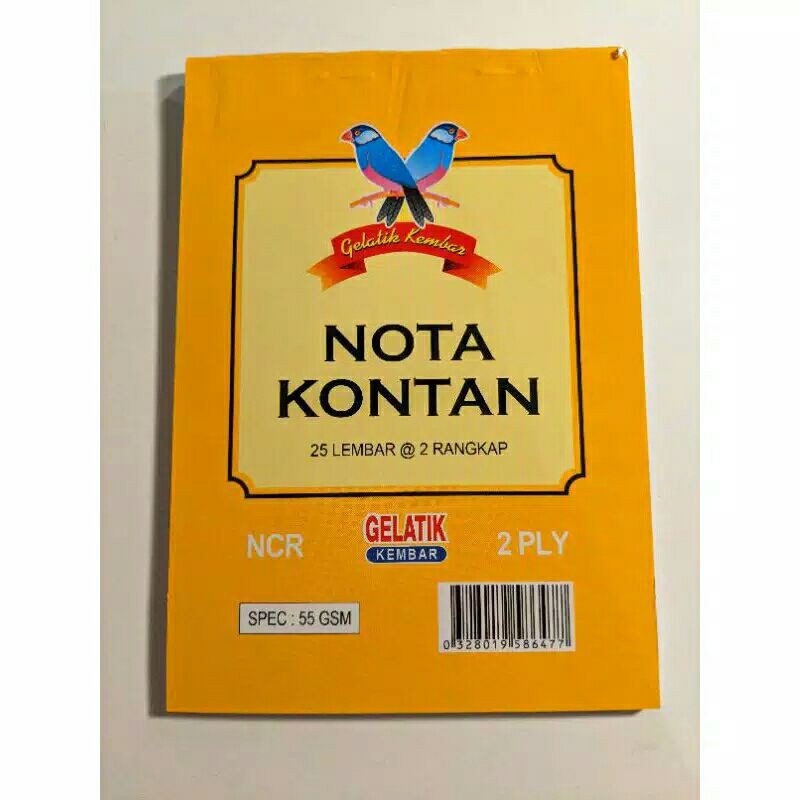 Gelatik Kembar
NOTA
KONTAN
25 LEMBAR @ 2 RANGKAP
NCR
GELATIK
KEMBAR
2 PLY
SPEC : 55 GSM
0 328019 586477